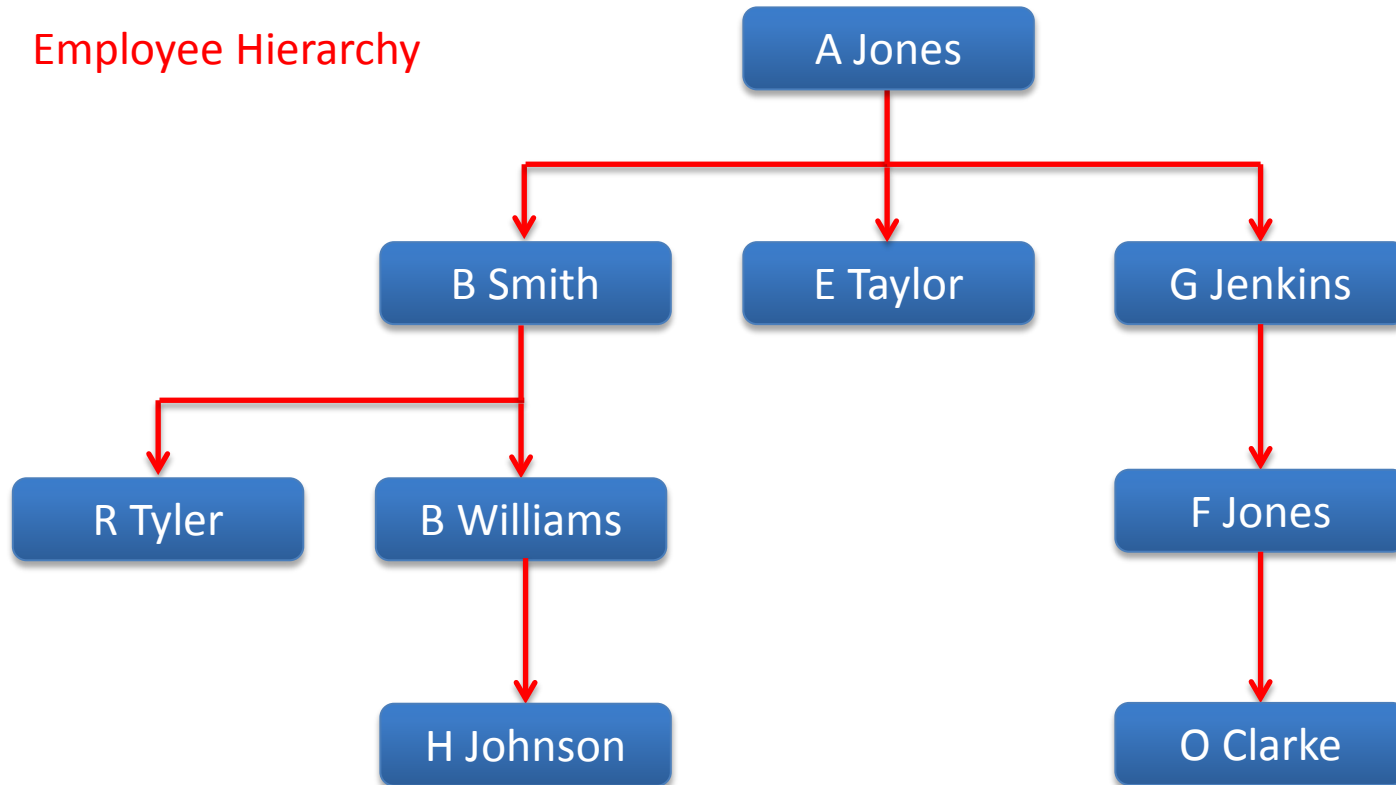 Employee Hierarchy
A Jones
B Smith
E Taylor
G Jenkins
R Tyler
B Williams
F Jones
H Johnson
O Clarke